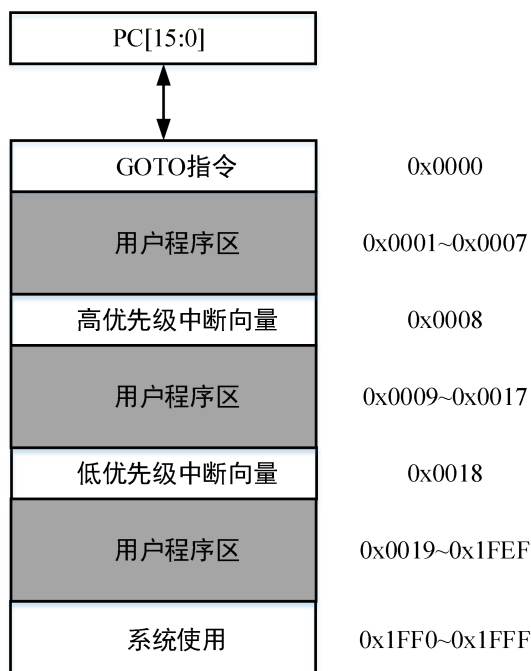 PC[15:0]
GOTO指令 0x0000
用户程序区 0x0001~0x0007
高优先级中断向量 0x0008
用户程序区 0x0009~0x0017
低优先级中断向量 0x0018
用户程序区 0x0019~0x1FEF
系统使用 0x1FF0~0x1FFF